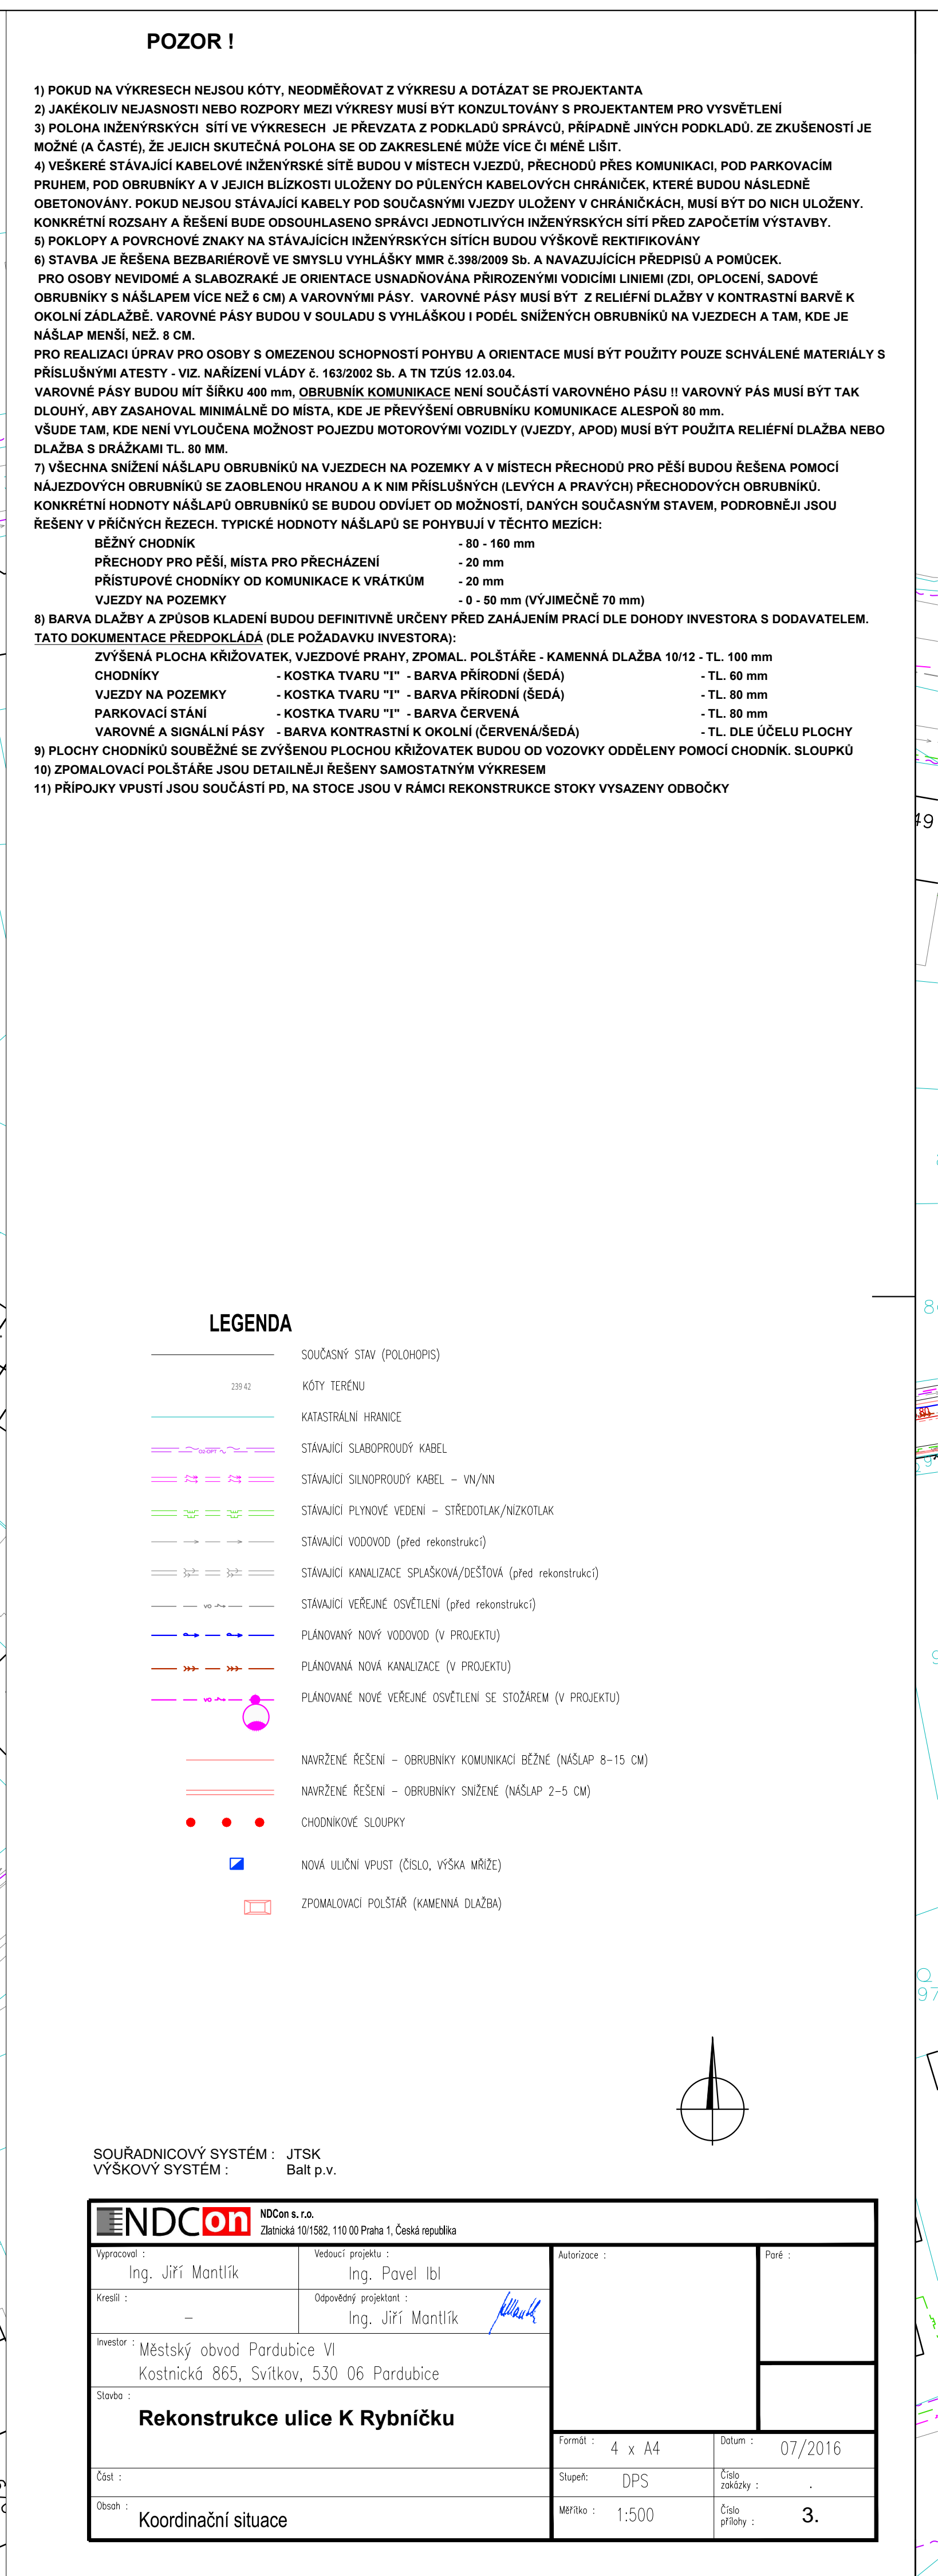 POZOR !
1) POKUD NA VÝKRESECH NEJSOU KÓTY, NEODMĚŘOVAT Z VÝKRESU A DOTÁZAT SE PROJEKTANTA
2) JAKÉKOLIV NEJASNOSTI NEBO ROZPORY MEZI VÝKRESY MUSÍ BÝT KONZULTOVÁNY S PROJEKTANTEM PRO VYSVĚTLENÍ
3) POLOHA INŽENÝRSKÝCH SÍTÍ VE VÝKRESECH JE PŘEVZATA Z PODKLADŮ SPRÁVCŮ, PŘÍPADNĚ JINÝCH PODKLADŮ. ZE ZKUŠENOSTÍ JE
MOŽNÉ (A ČASTÉ), ŽE JEJICH SKUTEČNÁ POLOHA SE OD ZAKRESLENÉ MŮŽE VÍCE ČI MÉNĚ LIŠIT.
4) VEŠKERÉ STÁVAJÍCÍ KABELOVÉ INŽENÝRSKÉ SÍTĚ BUDOU V MÍSTECH VJEZDŮ, PŘECHODŮ PŘES KOMUNIKACI, POD PARKOVACÍM
PRUHEM, POD OBRUBNÍKY A V JEJICH BLÍZKOSTI ULOŽENY DO PŮLENÝCH KABELOVÝCH CHRÁNIČEK, KTERÉ BUDOU NÁSLEDNĚ
OBETONOVÁNY. POKUD NEJSOU STÁVAJÍCÍ KABELY POD SOUČASNÝMI VJEZDY ULOŽENY V CHRÁNIČKÁCH, MUSÍ BÝT DO NICH ULOŽENY.
KONKRÉTNÍ ROZSAHY A ŘEŠENÍ BUDE ODSOUHLASENO SPRÁVCI JEDNOTLIVÝCH INŽENÝRSKÝCH SÍTÍ PŘED ZAPOČETÍM VÝSTAVBY.
5) POKLOPY A POVRCHOVÉ ZNAKY NA STÁVAJÍCÍCH INŽENÝRSKÝCH SÍTÍCH BUDOU VÝŠKOVĚ REKTIFIKOVÁNY
6) STAVBA JE ŘEŠENA BEZBARIÉROVĚ VE SMYSLU VYHLÁŠKY MMR č.398/2009 Sb. A NAVAZUJÍCÍCH PŘEDPISŮ A POMŮCEK.
PRO OSOBY NEVIDOMÉ A SLABOZRAKÉ JE ORIENTACE USNADŇOVÁNA PŘIROZENÝMI VODICÍMI LINIEMI (ZDI, OPLOCENÍ, SADOVÉ
OBRUBNÍKY S NÁŠLAPEM VÍCE NEŽ 6 CM) A VAROVNÝMI PÁSY. VAROVNÉ PÁSY MUSÍ BÝT Z RELIÉFNÍ DLAŽBY V KONTRASTNÍ BARVĚ K
OKOLNÍ ZÁDLAŽBĚ. VAROVNÉ PÁSY BUDOU V SOULADU S VYHLÁŠKOU I PODÉL SNÍŽENÝCH OBRUBNÍKŮ NA VJEZDECH A TAM, KDE JE
NÁŠLAP MENŠÍ, NEŽ. 8 CM.
PRO REALIZACI ÚPRAV PRO OSOBY S OMEZENOU SCHOPNOSTÍ POHYBU A ORIENTACE MUSÍ BÝT POUŽITY POUZE SCHVÁLENÉ MATERIÁLY S
PŘÍSLUŠNÝMI ATESTY - VIZ. NAŘÍZENÍ VLÁDY č. 163/2002 Sb. A TN TZÚS 12.03.04.
VAROVNÉ PÁSY BUDOU MÍT ŠÍŘKU 400 mm, OBRUBNÍK KOMUNIKACE NENÍ SOUČÁSTÍ VAROVNÉHO PÁSU !! VAROVNÝ PÁS MUSÍ BÝT TAK
DLOUHÝ, ABY ZASAHOVAL MINIMÁLNĚ DO MÍSTA, KDE JE PŘEVÝŠENÍ OBRUBNÍKU KOMUNIKACE ALESPOŇ 80 mm.
VŠUDE TAM, KDE NENÍ VYLOUČENA MOŽNOST POJEZDU MOTOROVÝMI VOZIDLY (VJEZDY, APOD) MUSÍ BÝT POUŽITA RELIÉFNÍ DLAŽBA NEBO
DLAŽBA S DRÁŽKAMI TL. 80 MM.
7) VŠECHNA SNÍŽENÍ NÁŠLAPU OBRUBNÍKŮ NA VJEZDECH NA POZEMKY A V MÍSTECH PŘECHODŮ PRO PĚŠÍ BUDOU ŘEŠENA POMOCÍ
NÁJEZDOVÝCH OBRUBNÍKŮ SE ZAOBLENOU HRANOU A K NIM PŘÍSLUŠNÝCH (LEVÝCH A PRAVÝCH) PŘECHODOVÝCH OBRUBNÍKŮ.
KONKRÉTNÍ HODNOTY NÁŠLAPŮ OBRUBNÍKŮ SE BUDOU ODVÍJET OD MOŽNOSTÍ, DANÝCH SOUČASNÝM STAVEM, PODROBNĚJI JSOU
ŘEŠENY V PŘÍČNÝCH ŘEZECH. TYPICKÉ HODNOTY NÁŠLAPŮ SE POHYBUJÍ V TĚCHTO MEZÍCH:
BĚŽNÝ CHODNÍK - 80 - 160 mm
PŘECHODY PRO PĚŠÍ, MÍSTA PRO PŘECHÁZENÍ - 20 mm
PŘÍSTUPOVÉ CHODNÍKY OD KOMUNIKACE K VRÁTKŮM - 20 mm
VJEZDY NA POZEMKY - 0 - 50 mm (VÝJIMEČNĚ 70 mm)
8) BARVA DLAŽBY A ZPŮSOB KLADENÍ BUDOU DEFINITIVNĚ URČENY PŘED ZAHÁJENÍM PRACÍ DLE DOHODY INVESTORA S DODAVATELEM.
TATO DOKUMENTACE PŘEDPOKLÁDÁ (DLE POŽADAVKU INVESTORA):
ZVÝŠENÁ PLOCHA KŘIŽOVATEK, VJEZDOVÉ PRAHY, ZPOMAL. POLŠTÁŘE - KAMENNÁ DLAŽBA 10/12 - TL. 100 mm
CHODNÍKY - KOSTKA TVARU "I" - BARVA PŘÍRODNÍ (ŠEDÁ) - TL. 60 mm
VJEZDY NA POZEMKY - KOSTKA TVARU "I" - BARVA PŘÍRODNÍ (ŠEDÁ) - TL. 80 mm
PARKOVACÍ STÁNÍ - KOSTKA TVARU "I" - BARVA ČERVENÁ - TL. 80 mm
VAROVNÉ A SIGNÁLNÍ PÁSY - BARVA KONTRASTNÍ K OKOLNÍ (ČERVENÁ/ŠEDÁ) - TL. DLE ÚČELU PLOCHY
9) PLOCHY CHODNÍKŮ SOUBĚŽNÉ SE ZVÝŠENOU PLOCHOU KŘIŽOVATEK BUDOU OD VOZOVKY ODDĚLENY POMOCÍ CHODNÍK. SLOUPKŮ
10) ZPOMALOVACÍ POLŠTÁŘE JSOU DETAILNĚJI ŘEŠENY SAMOSTATNÝM VÝKRESEM
11) PŘÍPOJKY VPUSTÍ JSOU SOUČÁSTÍ PD, NA STOCE JSOU V RÁMCI REKONSTRUKCE STOKY VYSAZENY ODBOČKY
49
LEGENDA
SOUČASNÝ STAV (POLOHOPIS)
239 42 KÓTY TERÉNU
KATASTRÁLNÍ HRANICE
STÁVAJÍCÍ SLABOPROUDÝ KABEL
STÁVAJÍCÍ SILNOPROUDÝ KABEL – VN/NN
STÁVAJÍCÍ PLYNOVÉ VEDENÍ – STŘEDOTLAK/NÍZKOTLAK
STÁVAJÍCÍ VODOVOD (před rekonstrukcí)
STÁVAJÍCÍ KANALIZACE SPLAŠKOVÁ/DEŠŤOVÁ (před rekonstrukcí)
VO STÁVAJÍCÍ VEŘEJNÉ OSVĚTLENÍ (před rekonstrukcí)
PLÁNOVANÝ NOVÝ VODOVOD (V PROJEKTU)
PLÁNOVANÁ NOVÁ KANALIZACE (V PROJEKTU)
VO PLÁNOVANÉ NOVÉ VEŘEJNÉ OSVĚTLENÍ SE STOŽÁREM (V PROJEKTU)
NAVRŽENÉ ŘEŠENÍ – OBRUBNÍKY KOMUNIKACÍ BĚŽNÉ (NÁŠLAP 8–15 CM)
NAVRŽENÉ ŘEŠENÍ – OBRUBNÍKY SNÍŽENÉ (NÁŠLAP 2–5 CM)
CHODNÍKOVÉ SLOUPKY
NOVÁ ULIČNÍ VPUST (ČÍSLO, VÝŠKA MŘÍŽE)
ZPOMALOVACÍ POLŠTÁŘ (KAMENNÁ DLAŽBA)
97
SOUŘADNICOVÝ SYSTÉM : JTSK
VÝŠKOVÝ SYSTÉM : Balt p.v.
NDCon
NDCon s. r.o.
Zlatnická 10/1582, 110 00 Praha 1, Česká republika
Vypracoval : Ing. Jiří Mantlík
Vedoucí projektu : Ing. Pavel Ibl
Autorizace :
Paré :
Kreslil : –
Odpovědný projektant : Ing. Jiří Mantlík
Investor : Městský obvod Pardubice VI
Kostnická 865, Svítkov, 530 06 Pardubice
Stavba :
Rekonstrukce ulice K Rybníčku
Formát : 4 x A4
Datum : 07/2016
Část :
Stupeň: DPS
Číslo zakázky : .
Obsah : Koordinační situace
Měřítko : 1:500
Číslo přílohy : 3.